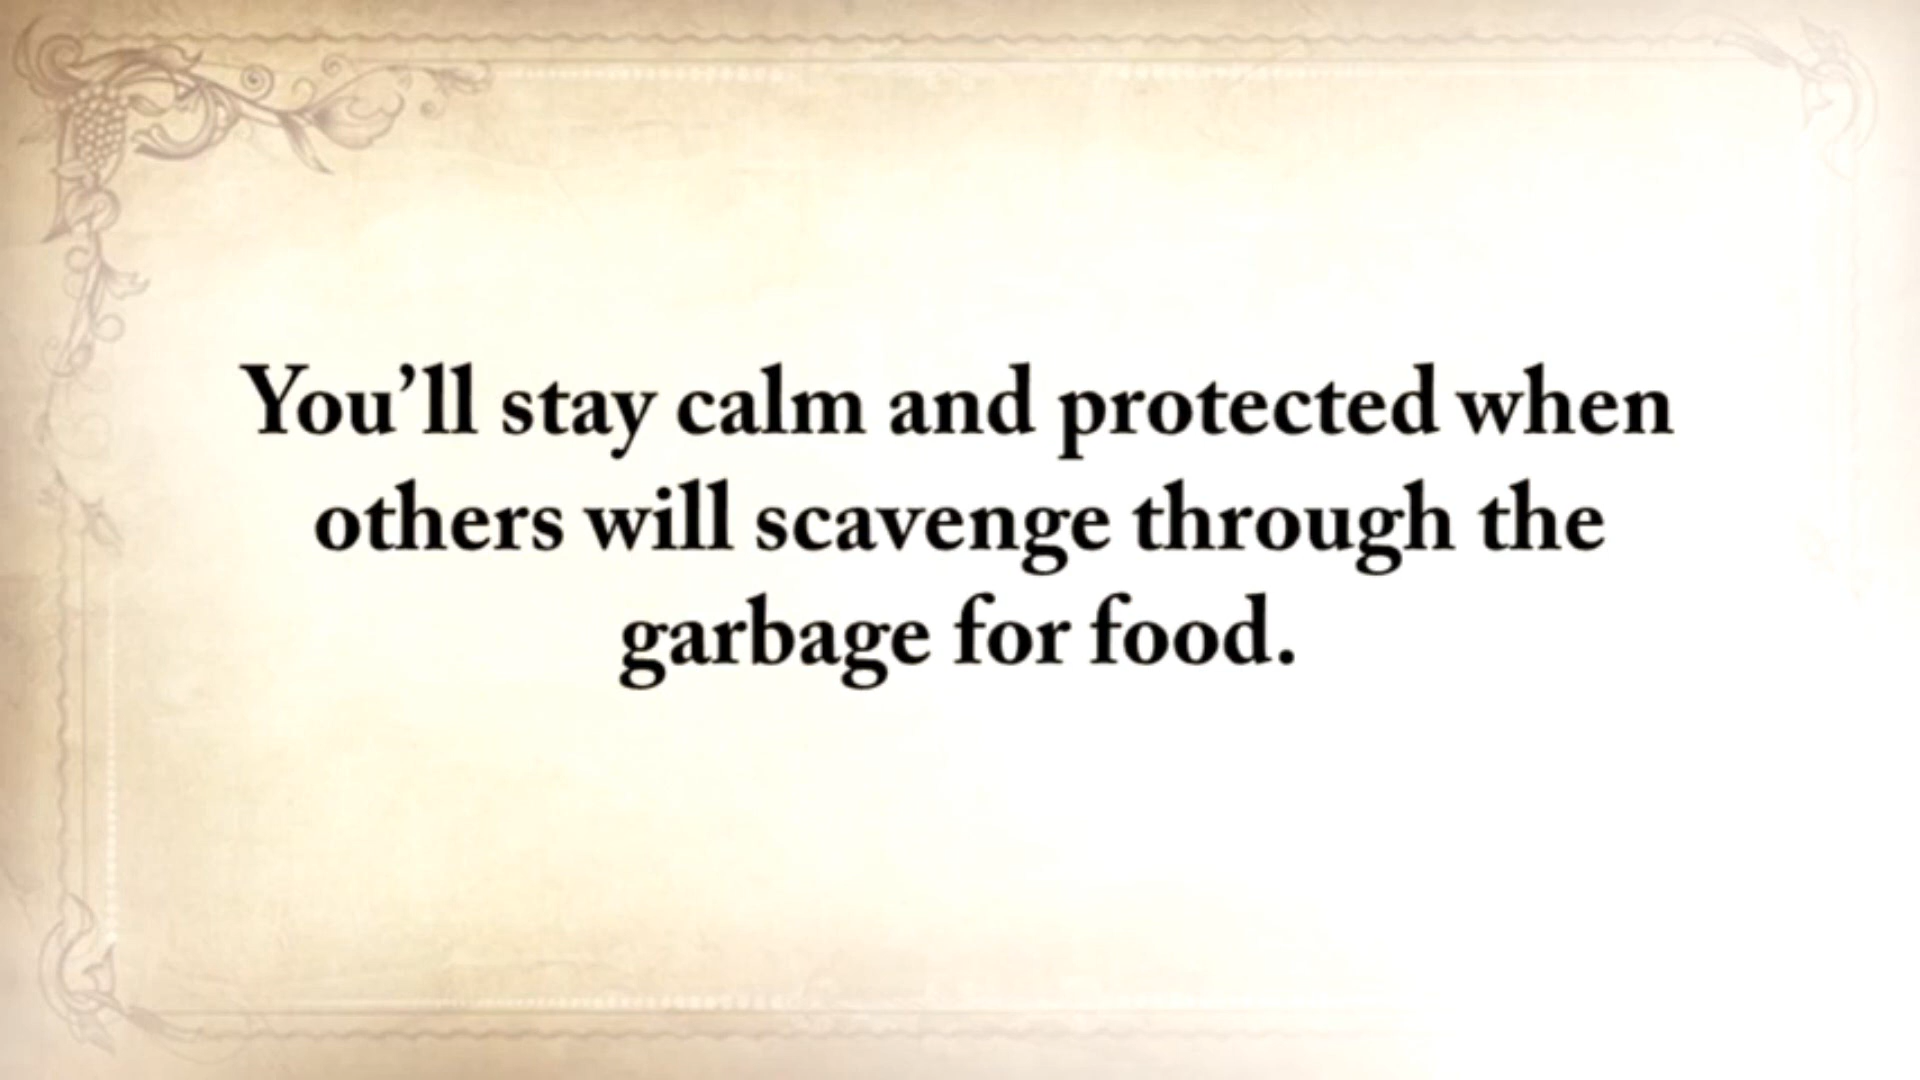 You’ll stay calm and protected when
others will scavenge through the
garbage for food.